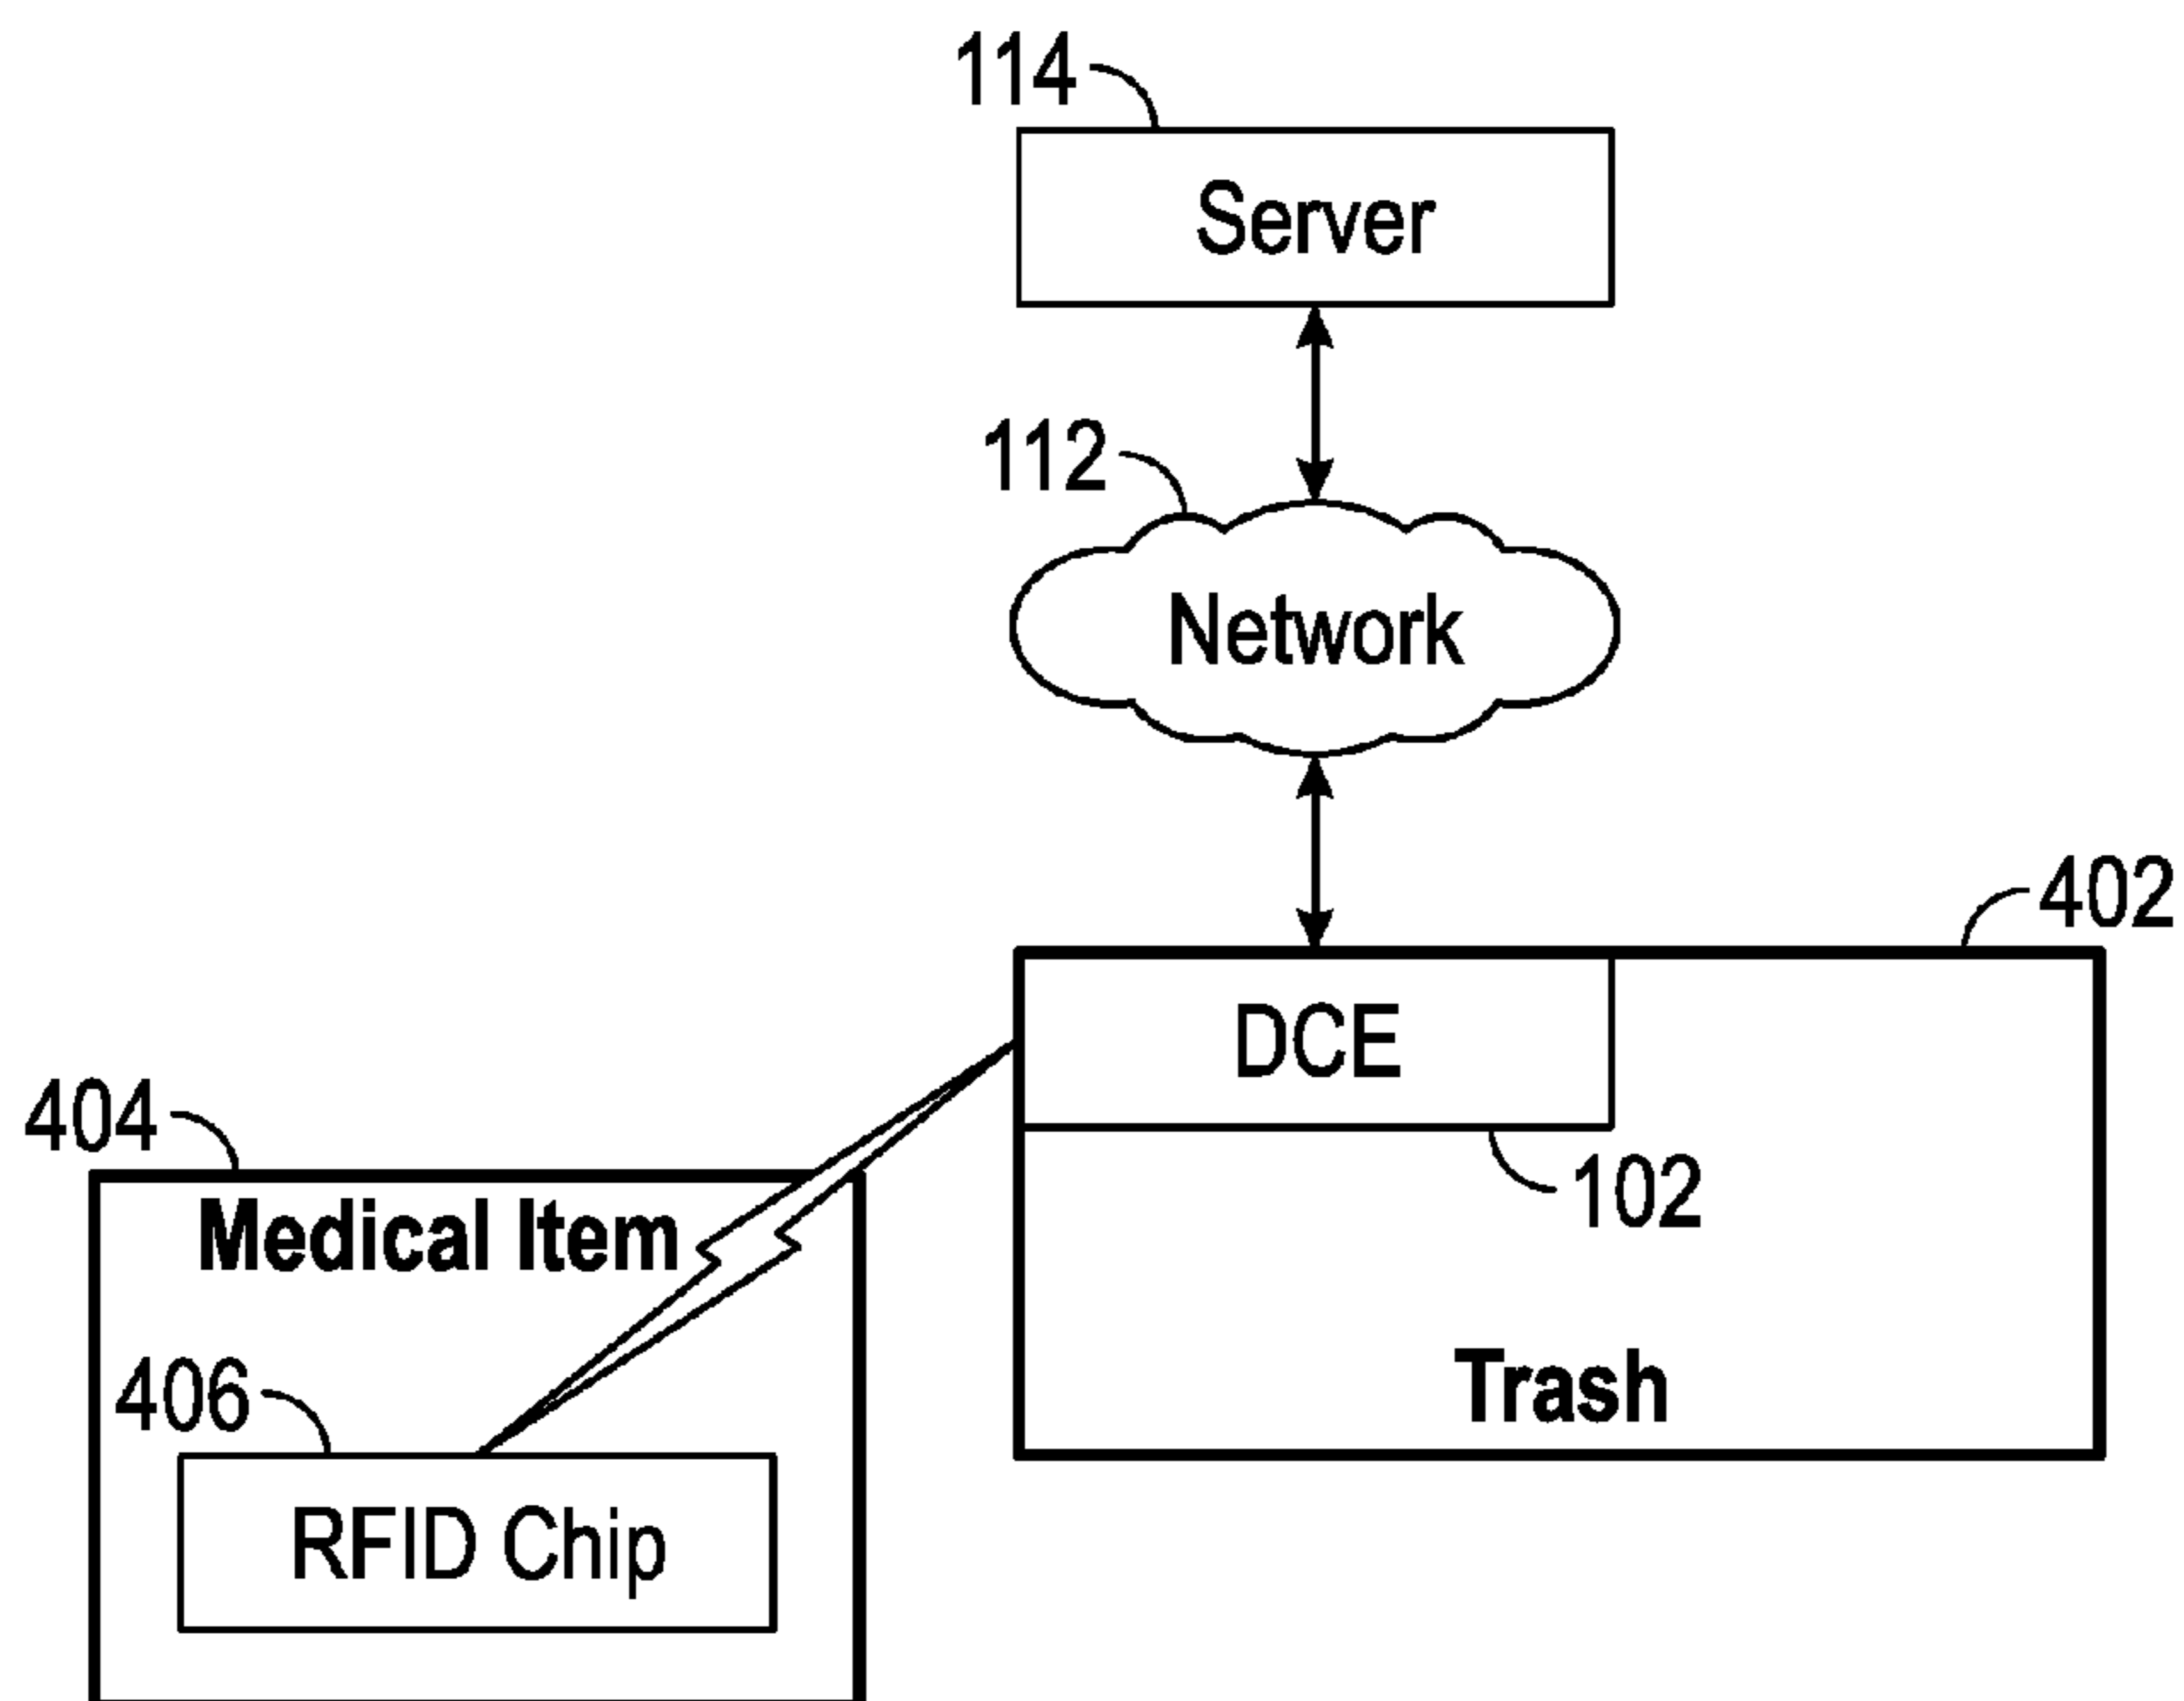 114
Server
112
Network
402
DCE
404
102
Medical Item
Trash
406
RFID Chip